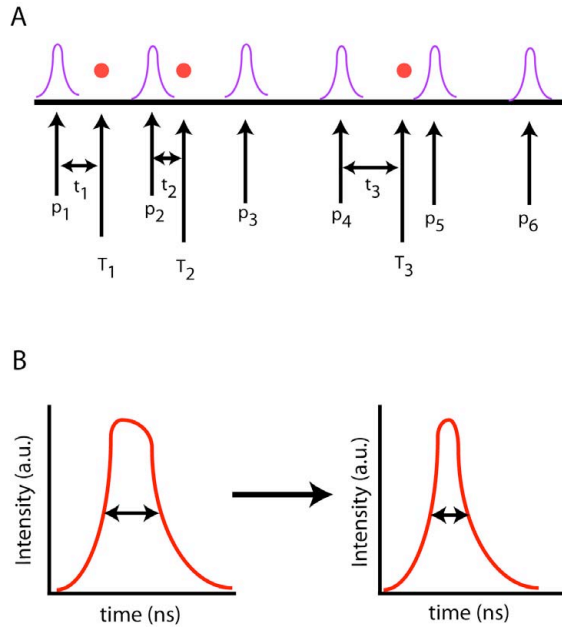 A
t1 t2 t3
p1 p2 p3 p4 p5 p6
T1 T2 T3
B
Intensity (a.u.) Intensity (a.u.)
time (ns) time (ns)